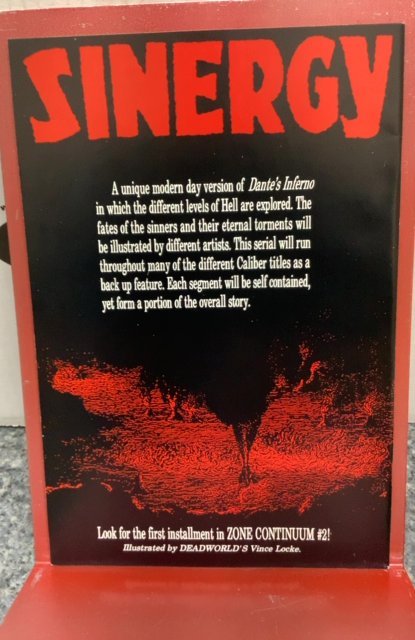 SINERGY
A unique modern day version of Dante's Inferno
in which the different levels of Hell are explored. The
fates of the sinners and their eternal torments will
be illustrated by different artists. This serial will run
throughout many of the different Caliber titles as a
back up feature. Each segment will be self contained,
yet form a portion of the overall story.
Look for the first installment in ZONE CONTINUUM #2!
Illustrated by DEADWORLD'S Vince Locke.